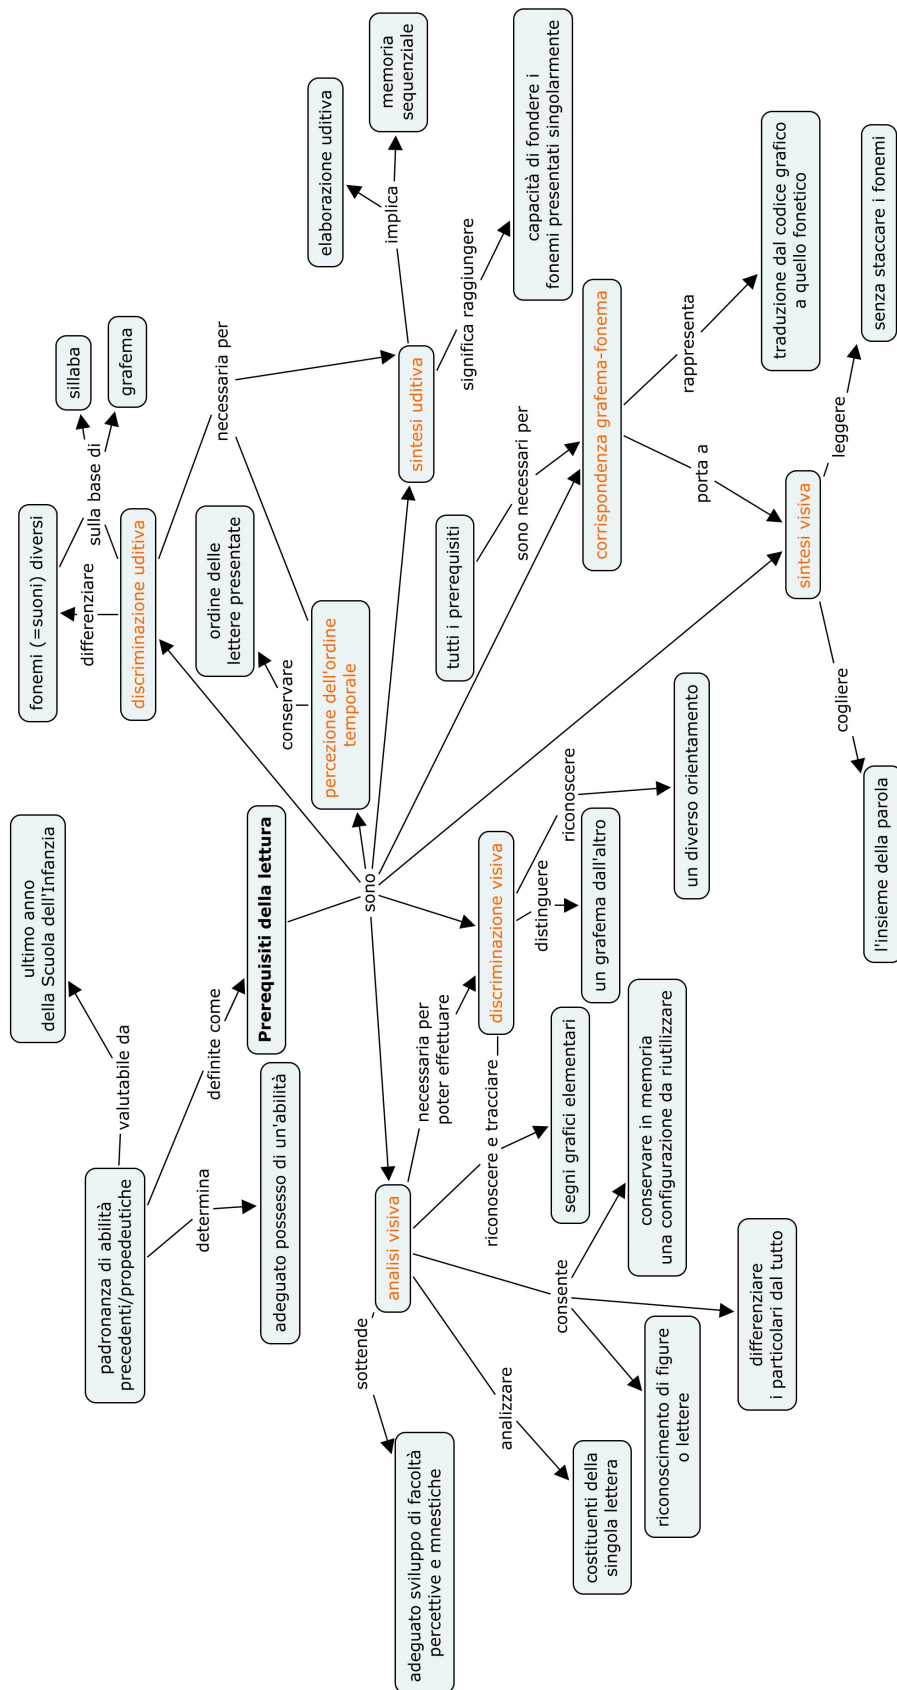 ultimo anno
della Scuola dell'Infanzia
fonemi (=suoni) diversi
sillaba
grafema
differenziare
sulla base di
valutabile da
padronanza di abilità
precedenti/propedeutiche
definite come
discriminazione uditiva
necessaria per
determina
ordine delle
lettere presentate
adeguato possesso di un'abilità
Prerequisiti della lettura
conservare
elaborazione uditiva
percezione dell'ordine
temporale
memoria
sequenziale
implica
sono
sintesi uditiva
sottende
analisi visiva
necessaria per
poter effettuare
tutti i prerequisiti
significa raggiungere
capacità di fondere i
fonemi presentati singolarmente
adeguato sviluppo di facoltà
percettive e mnestiche
riconoscere e tracciare
discriminazione visiva
sono necessari per
analizzare
distinguere
riconoscere
corrispondenza grafema-fonema
segni grafici elementari
un grafema dall'altro
consente
costituenti della
singola lettera
conservare in memoria
una configurazione da riutilizzare
rappresenta
porta a
riconoscimento di figure
o lettere
un diverso orientamento
traduzione dal codice grafico
a quello fonetico
differenziare
i particolari dal tutto
sintesi visiva
cogliere
leggere
l'insieme della parola
senza staccare i fonemi